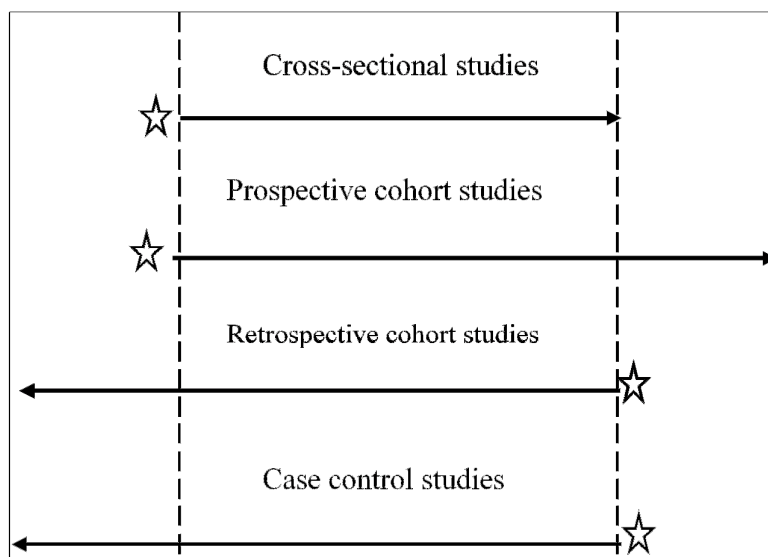 Cross-sectional studies
Prospective cohort studies
Retrospective cohort studies
Case control studies